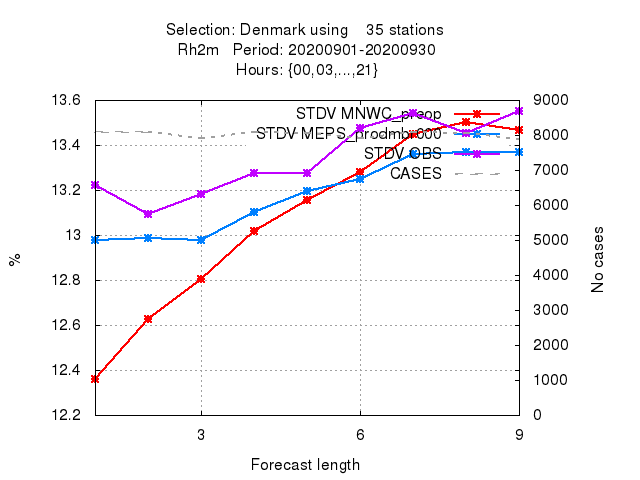 Selection: Denmark using    35 stations
Rh2m   Period: 20200901-20200930
Hours: {00,03,...,21}
13.6
13.4
13.2
13
12.8
12.6
12.4
12.2
%
STDV MNWC_preop
STDV MEPS_prodmbr000
STDV OBS
CASES
9000
8000
7000
6000
5000
4000
3000
2000
1000
0
No cases
3
6
9
Forecast length